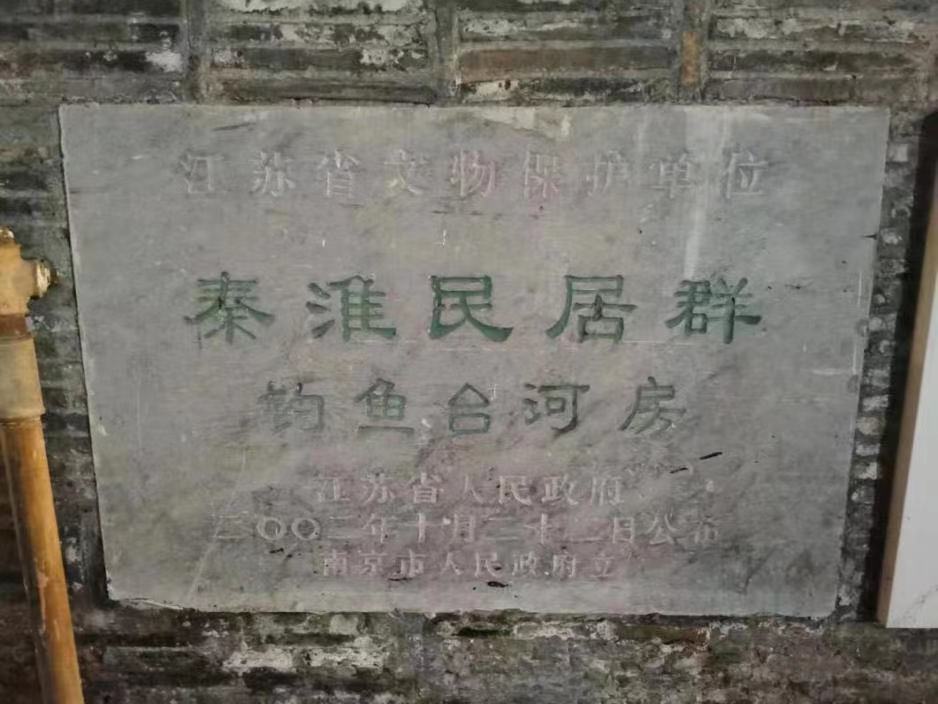 江苏省文物保护单位
秦淮民居群
钓鱼台河房
江苏省人民政府
二〇〇二年十月二十二日公布
南京市人民政府立